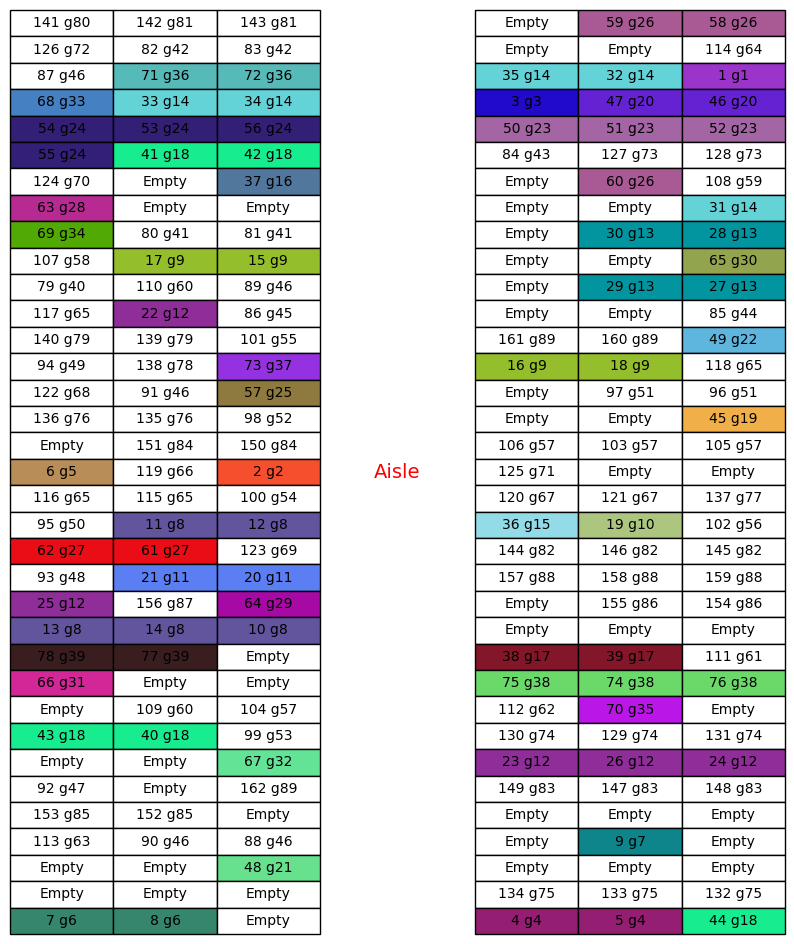 141 g80 142 g81 143 g81 Empty 59 g26 58 g26
126 g72 82 g42 83 g42 Empty Empty 114 g64
87 g46 71 g36 72 g36 35 g14 32 g14 1 g1
68 g33 33 g14 34 g14 3 g3 47 g20 46 g20
54 g24 53 g24 56 g24 50 g23 51 g23 52 g23
55 g24 41 g18 42 g18 84 g43 127 g73 128 g73
124 g70 Empty 37 g16 Empty 60 g26 108 g59
63 g28 Empty Empty Empty Empty 31 g14
69 g34 80 g41 81 g41 Empty 30 g13 28 g13
107 g58 17 g9 15 g9 Empty Empty 65 g30
79 g40 110 g60 89 g46 Empty 29 g13 27 g13
117 g65 22 g12 86 g45 Empty Empty 85 g44
140 g79 139 g79 101 g55 161 g89 160 g89 49 g22
94 g49 138 g78 73 g37 16 g9 18 g9 118 g65
122 g68 91 g46 57 g25 Empty 97 g51 96 g51
136 g76 135 g76 98 g52 Empty Empty 45 g19
Empty 151 g84 150 g84 106 g57 103 g57 105 g57
6 g5 119 g66 2 g2 Aisle 125 g71 Empty Empty
116 g65 115 g65 100 g54 120 g67 121 g67 137 g77
95 g50 11 g8 12 g8 36 g15 19 g10 102 g56
62 g27 61 g27 123 g69 144 g82 146 g82 145 g82
93 g48 21 g11 20 g11 157 g88 158 g88 159 g88
25 g12 156 g87 64 g29 Empty 155 g86 154 g86
13 g8 14 g8 10 g8 Empty Empty Empty
78 g39 77 g39 Empty 38 g17 39 g17 111 g61
66 g31 Empty Empty 75 g38 74 g38 76 g38
Empty 109 g60 104 g57 112 g62 70 g35 Empty
43 g18 40 g18 99 g53 130 g74 129 g74 131 g74
Empty Empty 67 g32 23 g12 26 g12 24 g12
92 g47 Empty 162 g89 149 g83 147 g83 148 g83
153 g85 152 g85 Empty Empty Empty Empty
113 g63 90 g46 88 g46 Empty 9 g7 Empty
Empty Empty 48 g21 Empty Empty Empty
Empty Empty Empty 134 g75 133 g75 132 g75
7 g6 8 g6 Empty 4 g4 5 g4 44 g18